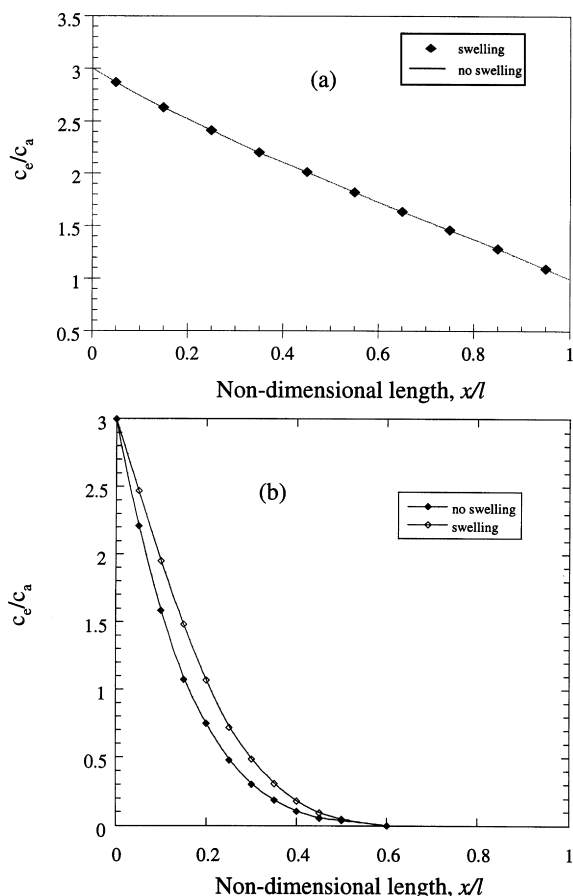 3.5
3
2.5
2
1.5
1
0.5
c_e/c_a
(a)
swelling
no swelling
0 0.2 0.4 0.6 0.8 1
Non-dimensional length, x/l
3
2.5
2
1.5
1
0.5
0
c_e/c_a
(b)
no swelling
swelling
0 0.2 0.4 0.6 0.8 1
Non-dimensional length, x/l